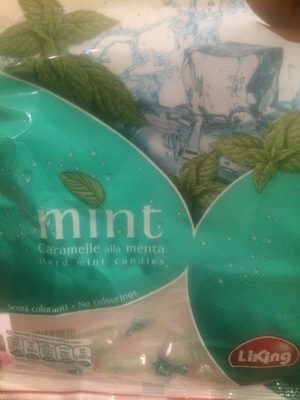 mint
Caramelle alla menta
Hard mint candies
Senza coloranti - No colourings
LiKing